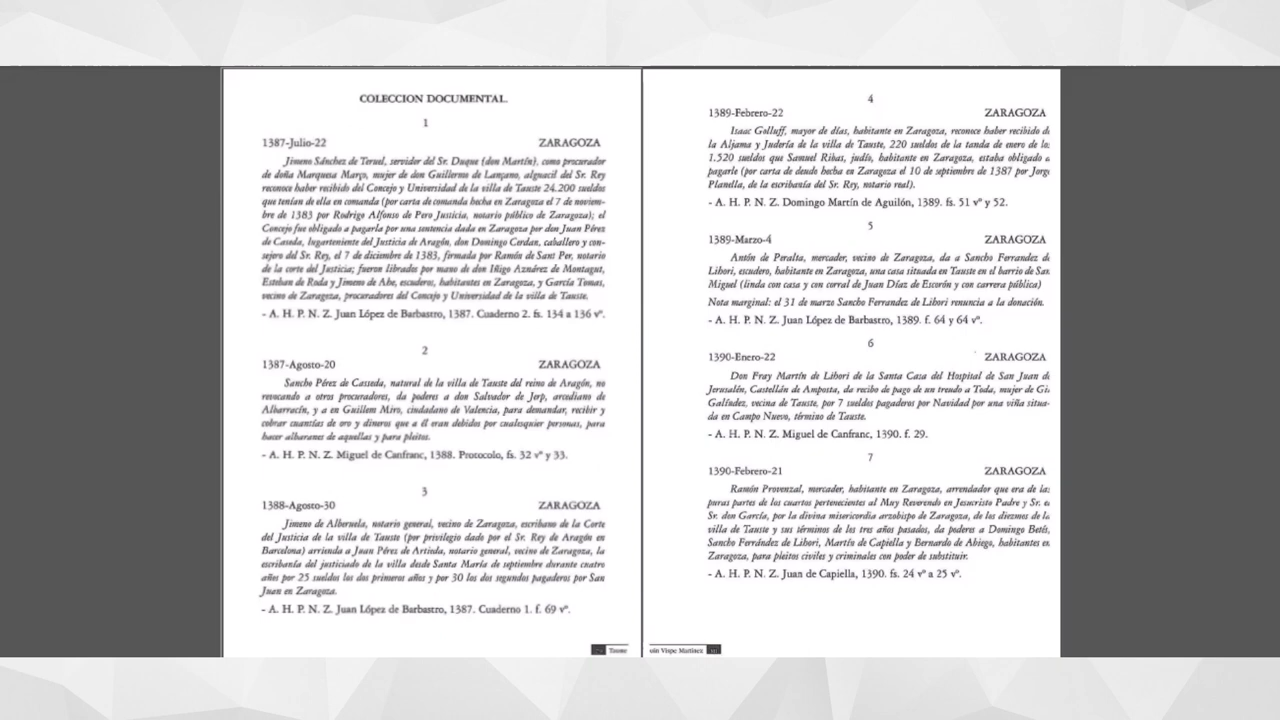 COLECCION DOCUMENTAL.
1
1387-Julio-22 ZARAGOZA
Jimeno Sánchez de Teruel, servidor del Sr. Duque (don Martín), como procurador
de doña Marquesa Março, mujer de don Guillermo de Lançano, alguacil del Sr. Rey
reconoce haber recibido del Concejo y Universidad de la villa de Tauste 24.200 sueldos
que tenían de ella en comanda (por carta de comanda hecha en Zaragoza el 7 de noviem-
bre de 1383 por Rodrigo Alfonso de Pero Justicia, notario público de Zaragoza); el
Concejo fue obligado a pagarla por una sentencia dada en Zaragoza por don Juan Pérez
de Caseda, lugarteniente del Justicia de Aragón, don Domingo Cerdan, caballero y con-
sejero del Sr. Rey, el 7 de diciembre de 1383, firmada por Ramón de Sant Per, notario
de la corte del Justicia; fueron librados por mano de don Iñigo Aznárez de Montagut,
Esteban de Roda y Jimeno de Abe, escuderos, habitantes en Zaragoza, y García Tomas,
vecino de Zaragoza, procuradores del Concejo y Universidad de la villa de Tauste.
- A. H. P. N. Z. Juan López de Barbastro, 1387. Cuaderno 2. fs. 134 a 136 vº.
2
1387-Agosto-20 ZARAGOZA
Sancho Pérez de Casseda, natural de la villa de Tauste del reino de Aragón, no
revocando a otros procuradores, da poderes a don Salvador de Jerp, arcediano de
Albarracín, y a en Guillem Miro, ciudadano de Valencia, para demandar, recibir y
cobrar cuantías de oro y dineros que a él eran debidos por cualesquier personas, para
hacer albaranes de aquellas y para pleitos.
- A. H. P. N. Z. Miguel de Canfranc, 1388. Protocolo, fs. 32 vº y 33.
3
1388-Agosto-30 ZARAGOZA
Jimeno de Alberuela, notario general, vecino de Zaragoza, escribano de la Corte
del Justicia de la villa de Tauste (por privilegio dado por el Sr. Rey de Aragón en
Barcelona) arrienda a Juan Pérez de Artieda, notario general, vecino de Zaragoza, la
escribanía del justiciado de la villa desde Santa María de septiembre durante cuatro
años por 25 sueldos los dos primeros años y por 30 los dos segundos pagaderos por San
Juan en Zaragoza.
- A. H. P. N. Z. Juan López de Barbastro, 1387. Cuaderno 1. f. 69 vº.
Tauste
4
1389-Febrero-22 ZARAGOZA
Isaac Golluff, mayor de días, habitante en Zaragoza, reconoce haber recibido d
la Aljama y Judería de la villa de Tauste, 220 sueldos de la tanda de enero de lo
1.520 sueldos que Samuel Ribas, judío, habitante en Zaragoza, estaba obligado a
pagarle (por carta de deudo hecha en Zaragoza el 10 de septiembre de 1387 por Jorg
Planella, de la escribanía del Sr. Rey, notario real).
- A. H. P. N. Z. Domingo Martín de Aguilón, 1389. fs. 51 vº y 52.
5
1389-Marzo-4 ZARAGOZA
Antón de Peralta, mercader, vecino de Zaragoza, da a Sancho Ferrandez d
Lihori, escudero, habitante en Zaragoza, una casa situada en Tauste en el barrio de San
Miguel (linda con casa y con corral de Juan Díaz de Escorón y con carrera pública)
Nota marginal: el 31 de marzo Sancho Ferrandez de Lihori renuncia a la donación.
- A. H. P. N. Z. Juan López de Barbastro, 1389. f. 64 y 64 vº.
6
1390-Enero-22 ZARAGOZA
Don Fray Martín de Lihori de la Santa Casa del Hospital de San Juan d
Jerusalén, Castellán de Amposta, da recibo de pago de un treudo a Toda, mujer de Gi
Galíndez, vecina de Tauste, por 7 sueldos pagaderos por Navidad por una viña situa-
da en Campo Nuevo, término de Tauste.
- A. H. P. N. Z. Miguel de Canfranc, 1390. f. 29.
7
1390-Febrero-21 ZARAGOZA
Ramón Provenzal, mercader, habitante en Zaragoza, arrendador que era de la
puras partes de los cuartos pertenecientes al Muy Reverendo en Jesucristo Padre y Sr. e
Sr. don García, por la divina misericordia arzobispo de Zaragoza, de los diezmos de la
villa de Tauste y sus términos de los tres años pasados, da poderes a Domingo Betés,
Sancho Ferrández de Lihori, Martín de Capiella y Bernardo de Abiego, habitantes en
Zaragoza, para pleitos civiles y criminales con poder de substituir.
- A. H. P. N. Z. Juan de Capiella, 1390. fs. 24 vº a 25 vº.
uin Vispe Martínez